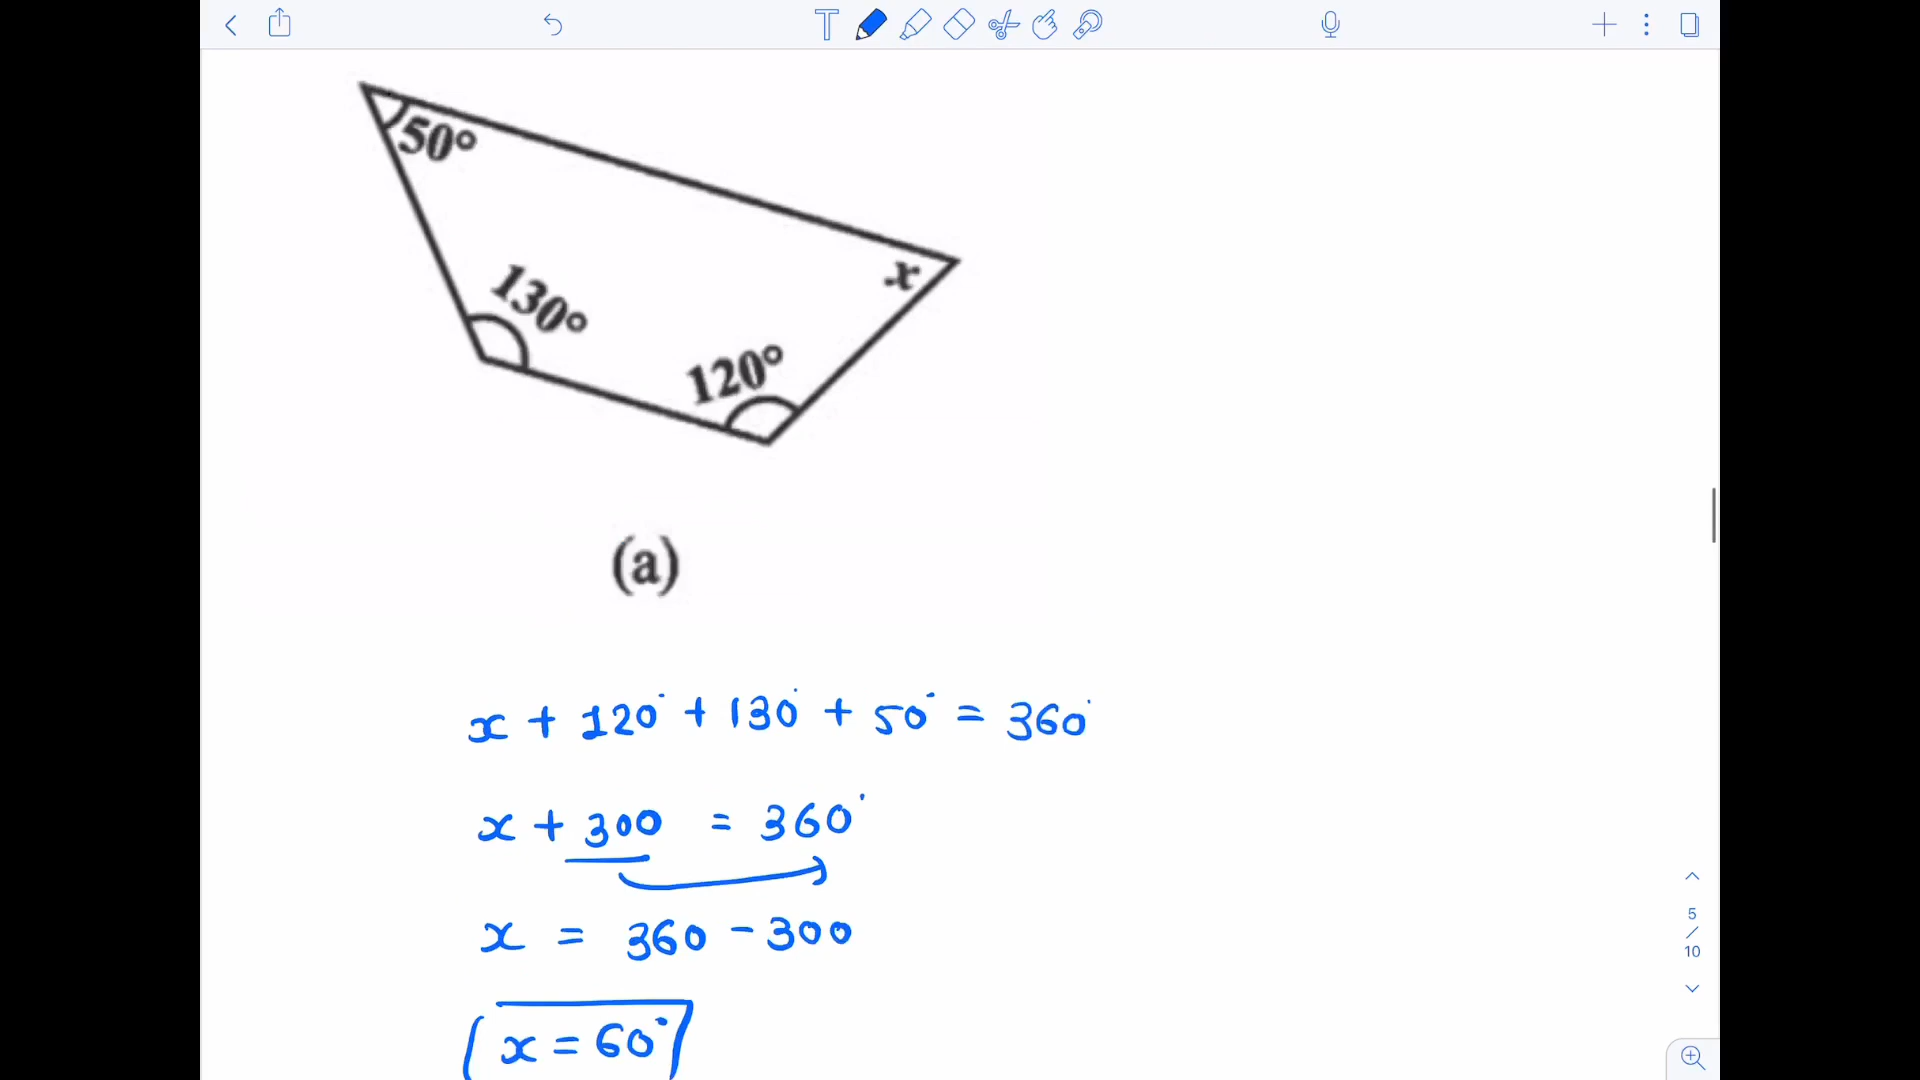 50°
x
130°
120°
(a)
x + 120° + 130° + 50° = 360°
x + 300 = 360°
x = 360 - 300
x = 60°
T
5
/
10